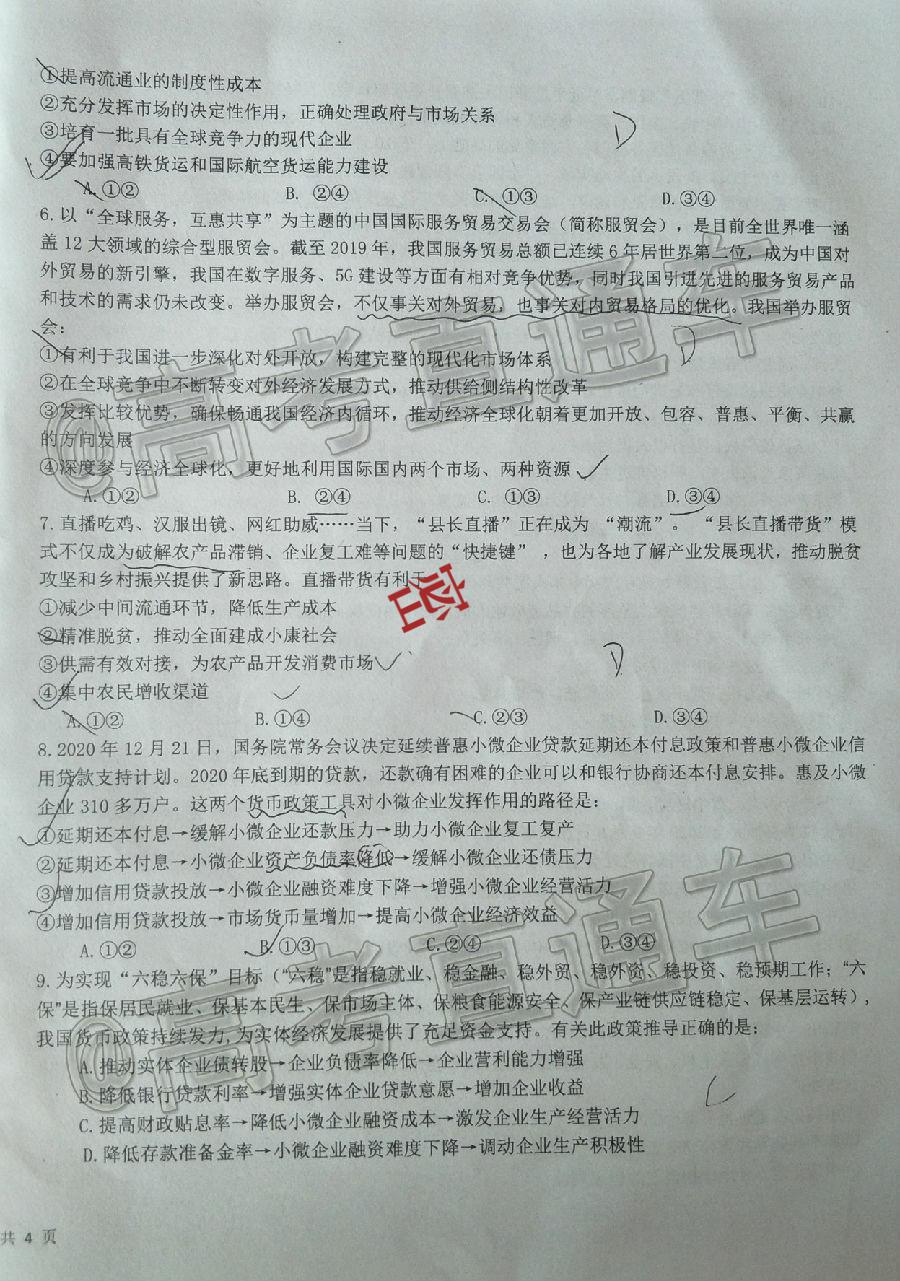 ①提高流通业的制度性成本
②充分发挥市场的决定性作用，正确处理政府与市场关系
③培育一批具有全球竞争力的现代企业
D
④要加强高铁货运和国际航空货运能力建设
A. ①② B. ②④ C. ①③ D. ③④
6. 以“全球服务，互惠共享”为主题的中国国际服务贸易交易会（简称服贸会），是目前全世界唯一涵
盖 12 大领域的综合型服贸会。截至 2019 年，我国服务贸易总额已连续 6 年居世界第二位，成为中国对
外贸易的新引擎，我国在数字服务、5G 建设等方面有相对竞争优势，同时我国引进先进的服务贸易产品
和技术的需求仍未改变。举办服贸会，不仅事关对外贸易，也事关对内贸易格局的优化。我国举办服贸
会：
①有利于我国进一步深化对外开放，构建完整的现代化市场体系
D
②在全球竞争中不断转变对外经济发展方式，推动供给侧结构性改革
③发挥比较优势，确保畅通我国经济内循环，推动经济全球化朝着更加开放、包容、普惠、平衡、共赢
的方向发展
④深度参与经济全球化，更好地利用国际国内两个市场、两种资源
A. ①② B. ②④ C. ①③ D. ③④
7. 直播吃鸡、汉服出镜、网红助威……当下，“县长直播”正在成为 “潮流”。 “县长直播带货”模
式不仅成为破解农产品滞销、企业复工难等问题的“快捷键” ，也为各地了解产业发展现状，推动脱贫
攻坚和乡村振兴提供了新思路。直播带货有利于
①减少中间流通环节，降低生产成本
②精准脱贫，推动全面建成小康社会
③供需有效对接，为农产品开发消费市场
D
④集中农民增收渠道
A. ①② B. ①④ C. ②③ D. ③④
8. 2020 年 12 月 21 日，国务院常务会议决定延续普惠小微企业贷款延期还本付息政策和普惠小微企业信
用贷款支持计划。2020 年底到期的贷款，还款确有困难的企业可以和银行协商还本付息安排。惠及小微
企业 310 多万户。这两个货币政策工具对小微企业发挥作用的路径是：
①延期还本付息→缓解小微企业还款压力→助力小微企业复工复产
②延期还本付息→小微企业资产负债率降低→缓解小微企业还债压力
③增加信用贷款投放→小微企业融资难度下降→增强小微企业经营活力
④增加信用贷款投放→市场货币量增加→提高小微企业经济效益
A. ①② B. ①③ C. ②④ D. ③④
9. 为实现“六稳六保”目标（“六稳”是指稳就业、稳金融、稳外贸、稳外资、稳投资、稳预期工作；“六
保”是指保居民就业、保基本民生、保市场主体、保粮食能源安全、保产业链供应链稳定、保基层运转），
我国货币政策持续发力，为实体经济发展提供了充足资金支持。有关此政策推导正确的是：
A. 推动实体企业债转股→企业负债率降低→企业营利能力增强
B. 降低银行贷款利率→增强实体企业贷款意愿→增加企业收益
C
C. 提高财政贴息率→降低小微企业融资成本→激发企业生产经营活力
D. 降低存款准备金率→小微企业融资难度下降→调动企业生产积极性
共 4 页
@高考直通车
@高考直通车